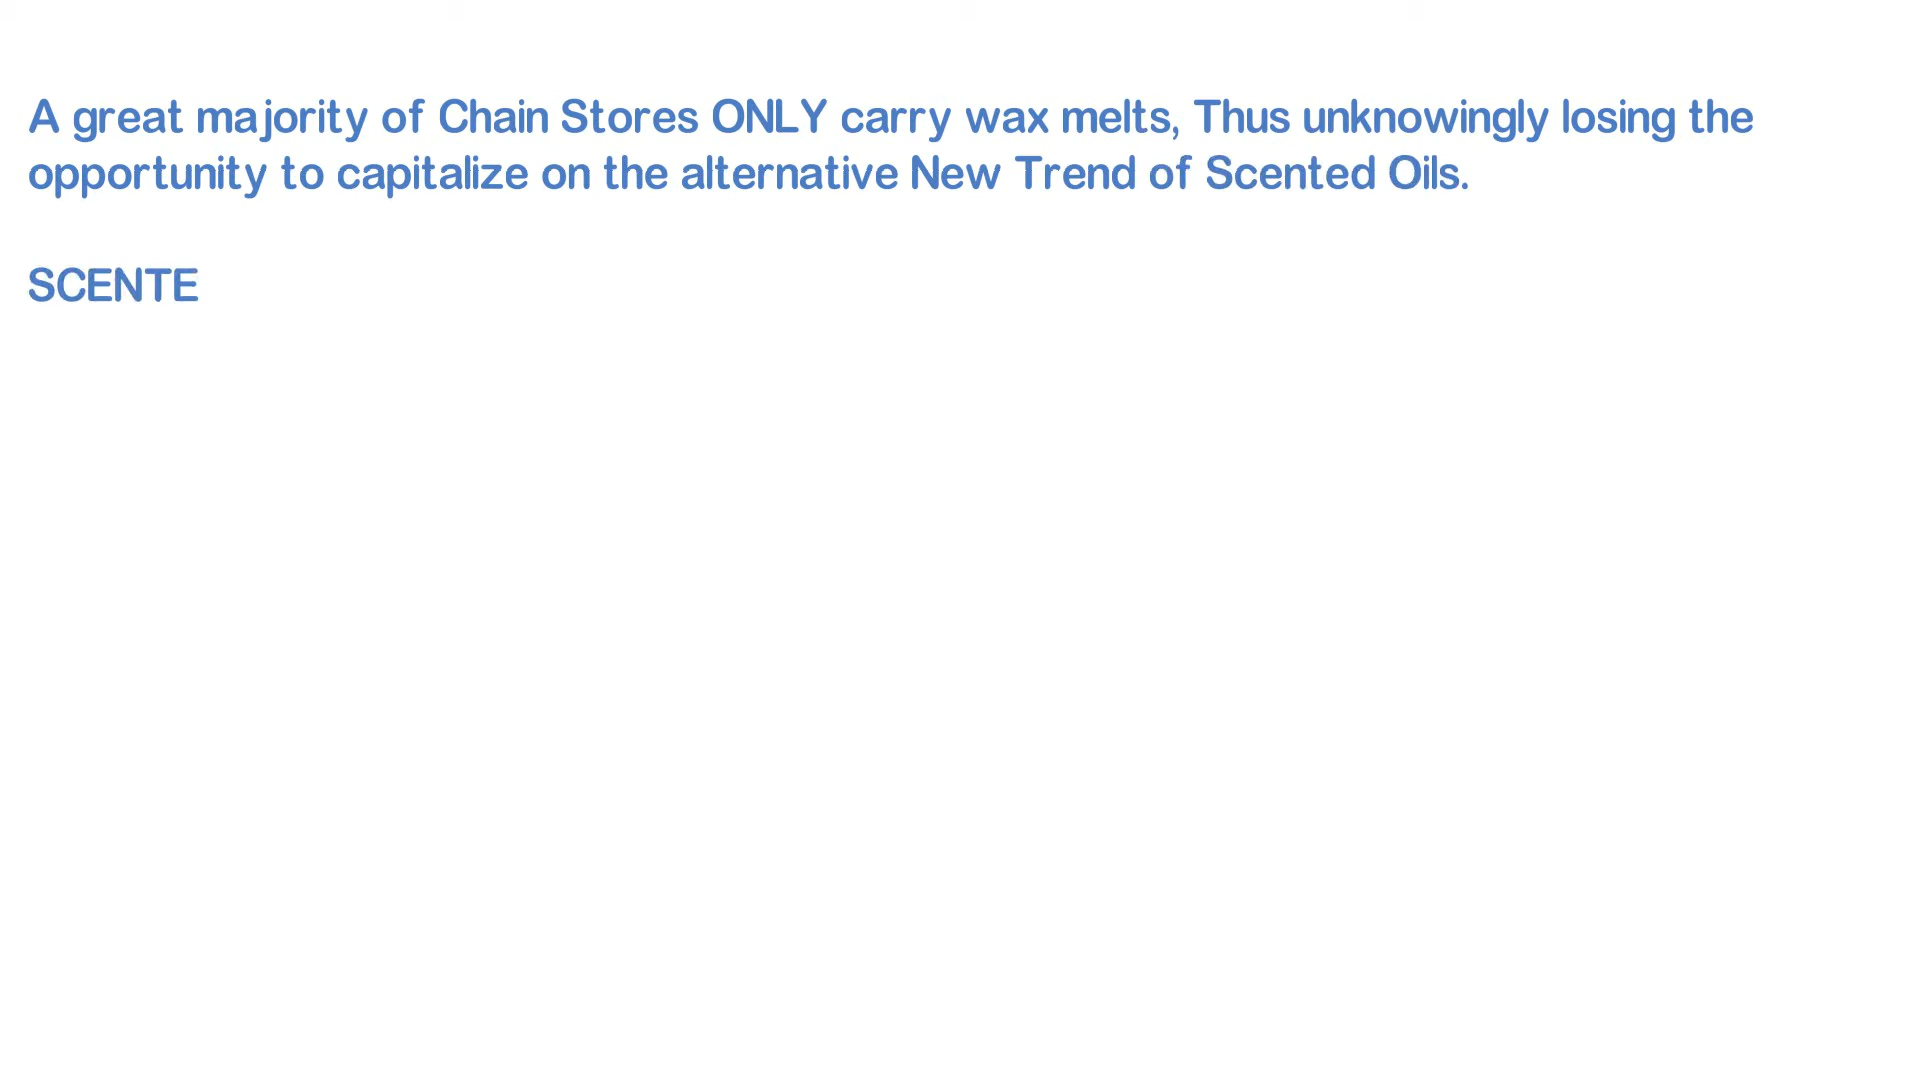 A great majority of Chain Stores ONLY carry wax melts, Thus unknowingly losing the
opportunity to capitalize on the alternative New Trend of Scented Oils.
SCENTE